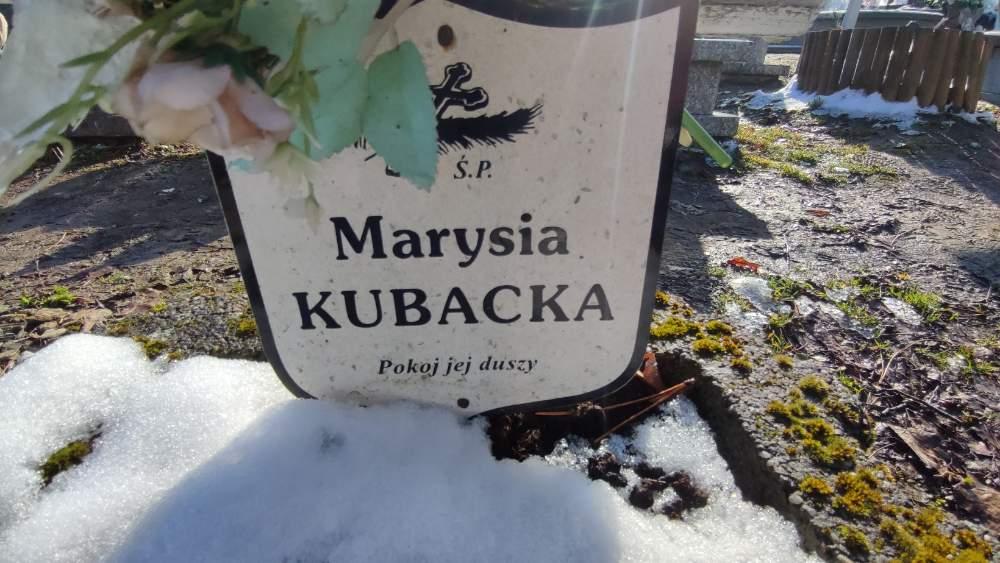 Ś.P.
Marysia
KUBACKA
Pokoj jej duszy